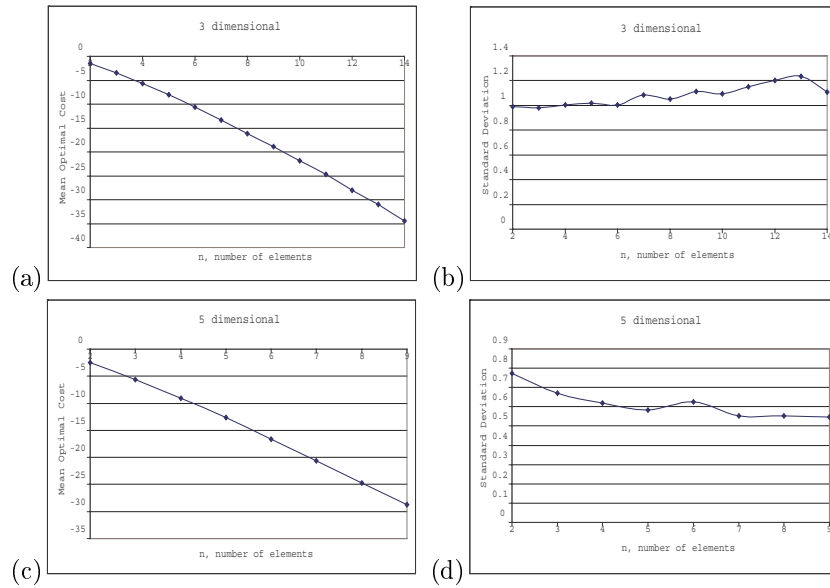 3 dimensional
0
-5
-10
-15
-20
-25
-30
-35
-40
2 4 6 8 10 12 14
Mean Optimal Cost
n, number of elements
(a)
3 dimensional
1.4
1.2
1
0.8
0.6
0.4
0.2
0
2 4 6 8 10 12 14
Standard Deviation
n, number of elements
(b)
5 dimensional
0
-5
-10
-15
-20
-25
-30
-35
2 3 4 5 6 7 8 9
Mean Optimal Cost
n, number of elements
(c)
5 dimensional
0.9
0.8
0.7
0.6
0.5
0.4
0.3
0.2
0.1
0
2 3 4 5 6 7 8 9
Standard Deviation
n, number of elements
(d)